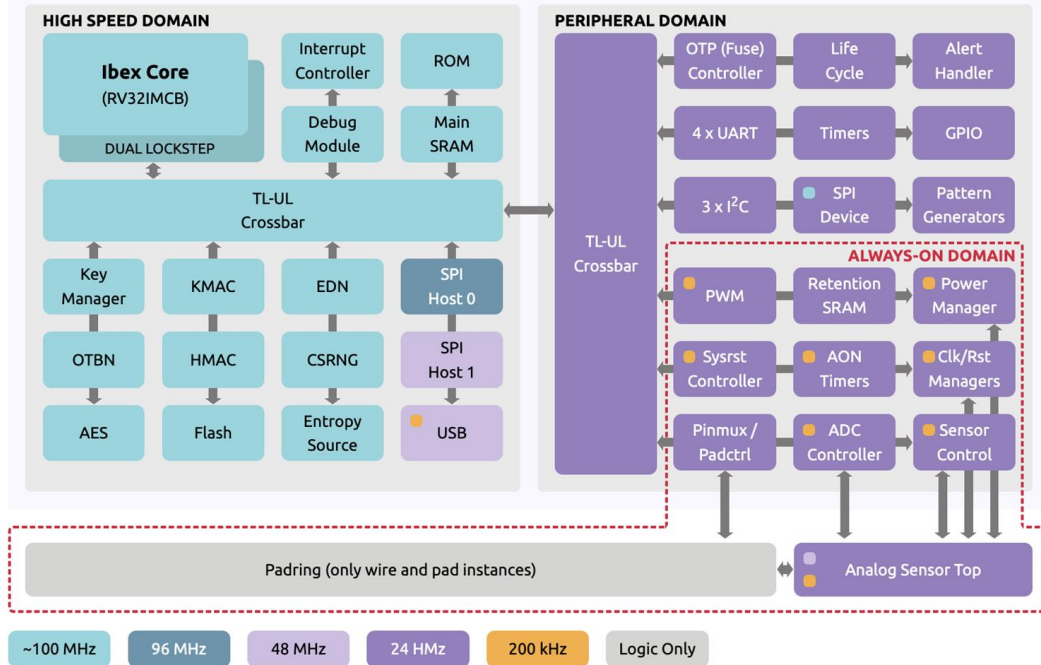 HIGH SPEED DOMAIN
Ibex Core
(RV32IMCB)
DUAL LOCKSTEP
Interrupt
Controller
ROM
Debug
Module
Main
SRAM
TL-UL
Crossbar
Key
Manager
KMAC
EDN
SPI
Host 0
OTBN
HMAC
CSRNG
SPI
Host 1
AES
Flash
Entropy
Source
USB
PERIPHERAL DOMAIN
TL-UL
Crossbar
OTP (Fuse)
Controller
Life
Cycle
Alert
Handler
4 x UART
Timers
GPIO
3 x I²C
SPI
Device
Pattern
Generators
ALWAYS-ON DOMAIN
PWM
Retention
SRAM
Power
Manager
Sysrst
Controller
AON
Timers
Clk/Rst
Managers
Pinmux /
Padctrl
ADC
Controller
Sensor
Control
Padring (only wire and pad instances)
Analog Sensor Top
~100 MHz
96 MHz
48 MHz
24 HMz
200 kHz
Logic Only